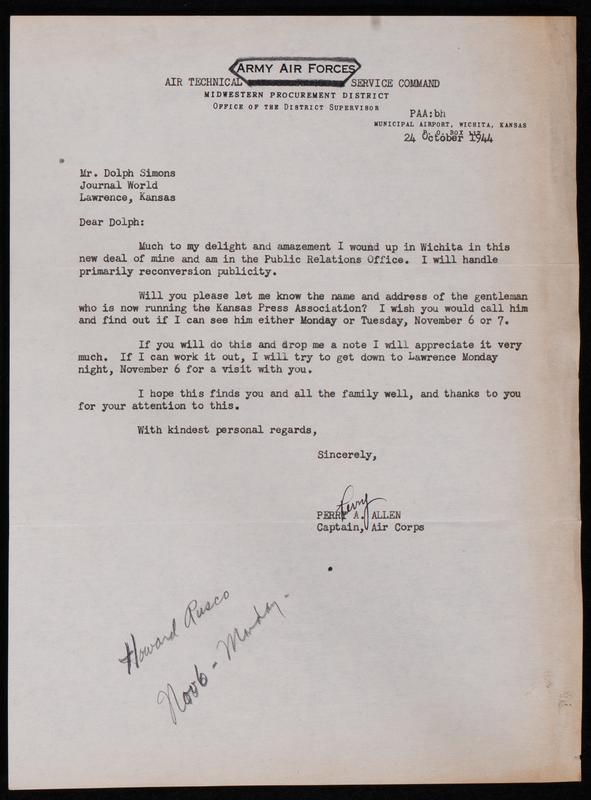 ARMY AIR FORCES
AIR TECHNICAL SERVICE COMMAND
MIDWESTERN PROCUREMENT DISTRICT
OFFICE OF THE DISTRICT SUPERVISOR
PAA:bh
MUNICIPAL AIRPORT, WICHITA, KANSAS
P. O. BOX
24 October 1944
Mr. Dolph Simons
Journal World
Lawrence, Kansas
Dear Dolph:
Much to my delight and amazement I wound up in Wichita in this
new deal of mine and am in the Public Relations Office. I will handle
primarily reconversion publicity.
Will you please let me know the name and address of the gentleman
who is now running the Kansas Press Association? I wish you would call him
and find out if I can see him either Monday or Tuesday, November 6 or 7.
If you will do this and drop me a note I will appreciate it very
much. If I can work it out, I will try to get down to Lawrence Monday
night, November 6 for a visit with you.
I hope this finds you and all the family well, and thanks to you
for your attention to this.
With kindest personal regards,
Sincerely,
Perry
PERRY A. ALLEN
Captain, Air Corps
Howard Rusco
Nov 6 - Monday -